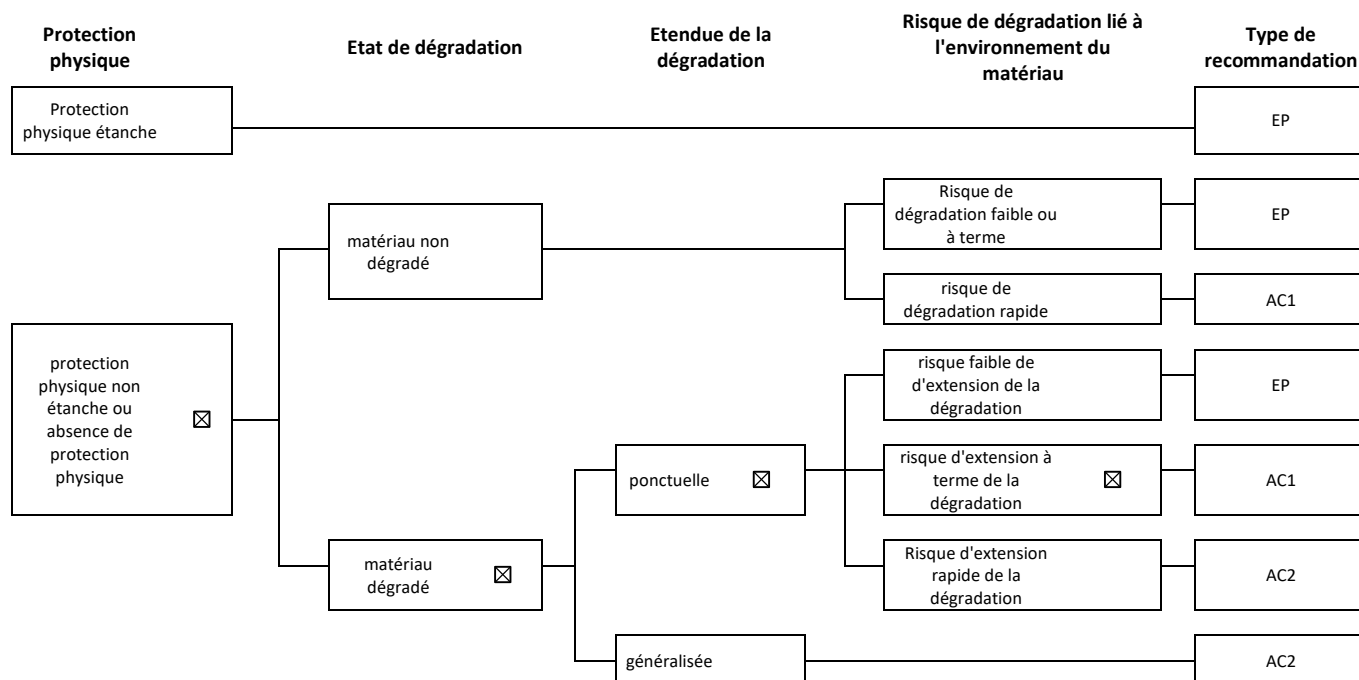 Protection
physique
Etat de dégradation
Etendue de la
dégradation
Risque de dégradation lié à
l'environnement du
matériau
Type de
recommandation
Protection
physique étanche
EP
matériau non
dégradé
Risque de
dégradation faible ou
à terme
EP
risque de
dégradation rapide
AC1
protection
physique non
étanche ou
absence de
protection
physique
☒
risque faible de
d'extension de la
dégradation
EP
ponctuelle ☒
risque d'extension à
terme de la
dégradation
☒
AC1
matériau
dégradé
☒
Risque d'extension
rapide de la
dégradation
AC2
généralisée
AC2